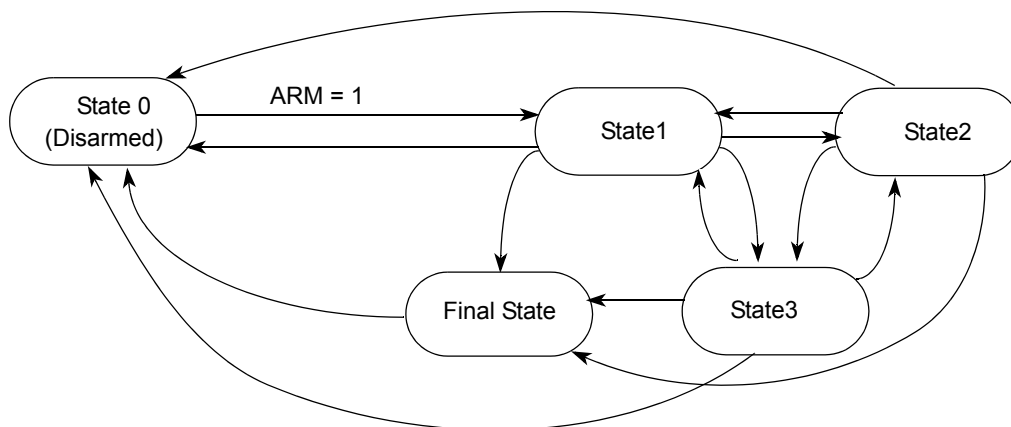 State 0
(Disarmed)
ARM = 1
State1
State2
Final State
State3